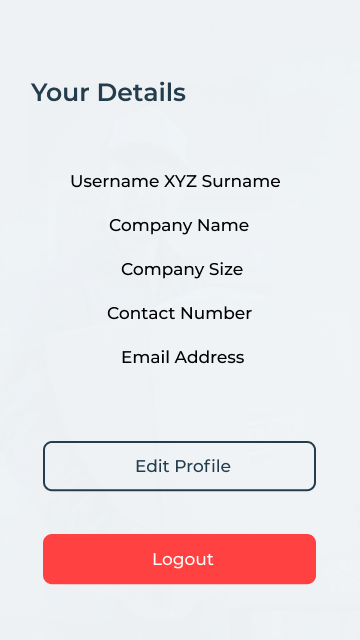 Your Details
Username XYZ Surname
Company Name
Company Size
Contact Number
Email Address
Edit Profile
Logout